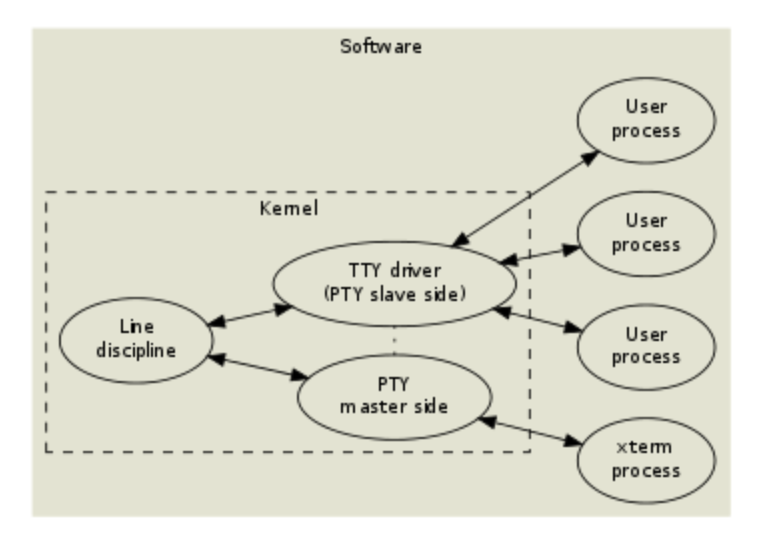 Software
User
process
Kernel
User
process
TTY driver
(PTY slave side)
Line
discipline
User
process
PTY
master side
xterm
process